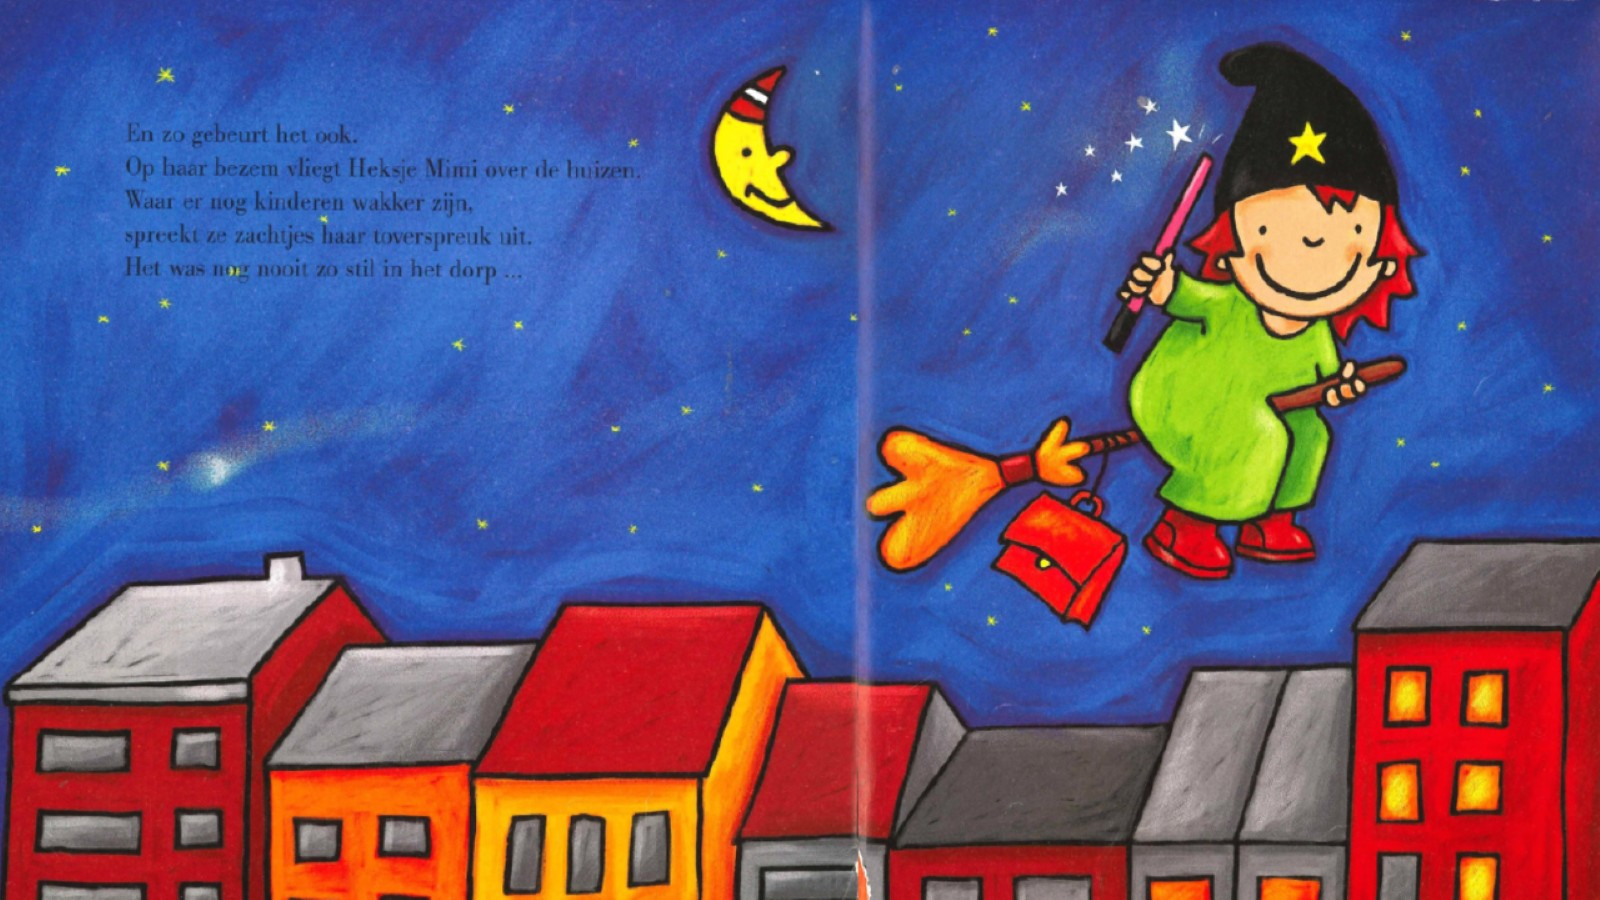 En zo gebeurt het ook.
Op haar bezem vliegt Heksje Mimi over de huizen.
Waar er nog kinderen wakker zijn,
spreekt ze zachtjes haar toverspreuk uit.
Het was nog nooit zo stil in het dorp ...